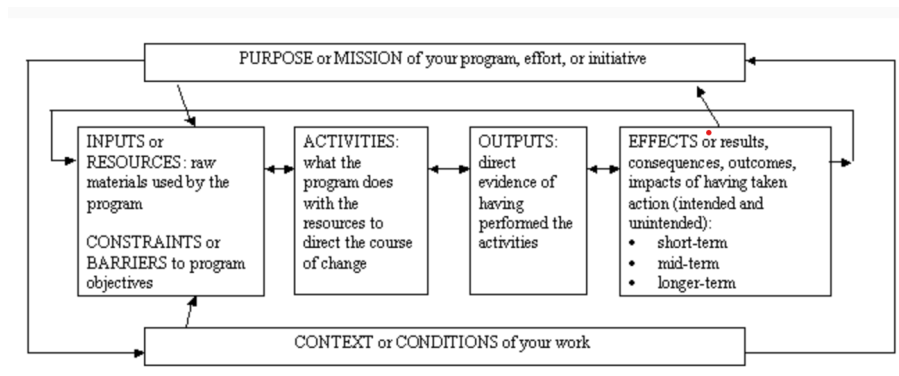 PURPOSE or MISSION of your program, effort, or initiative
INPUTS or
RESOURCES: raw
materials used by the
program
CONSTRAINTS or
BARRIERS to program
objectives
ACTIVITIES:
what the
program does
with the
resources to
direct the course
of change
OUTPUTS:
direct
evidence of
having
performed the
activities
EFFECTS or results,
consequences, outcomes,
impacts of having taken
action (intended and
unintended):
• short-term
• mid-term
• longer-term
CONTEXT or CONDITIONS of your work